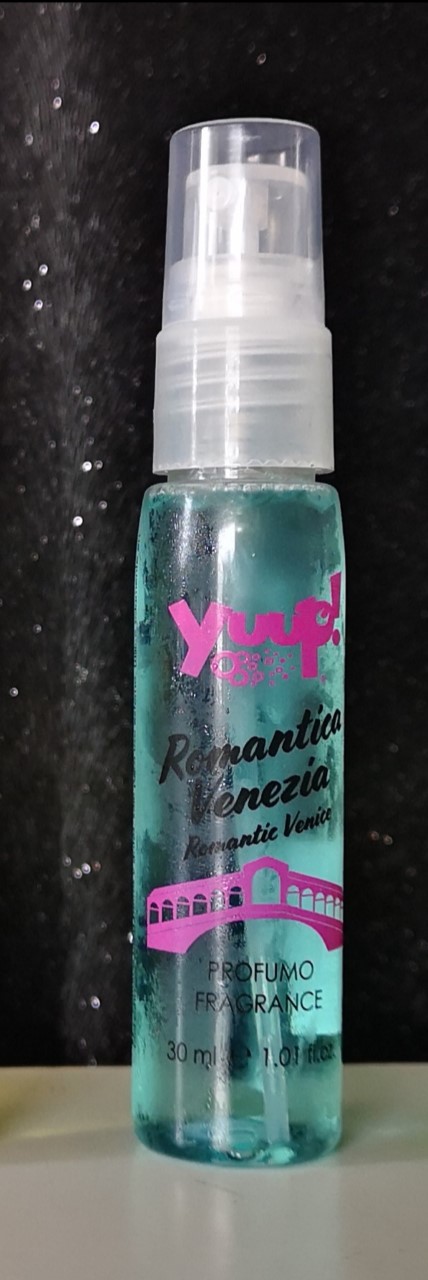 yuup!
Romantica
Venezia
Romantic Venice
PROFUMO
FRAGRANCE
30 ml e 1.01 fl.oz.